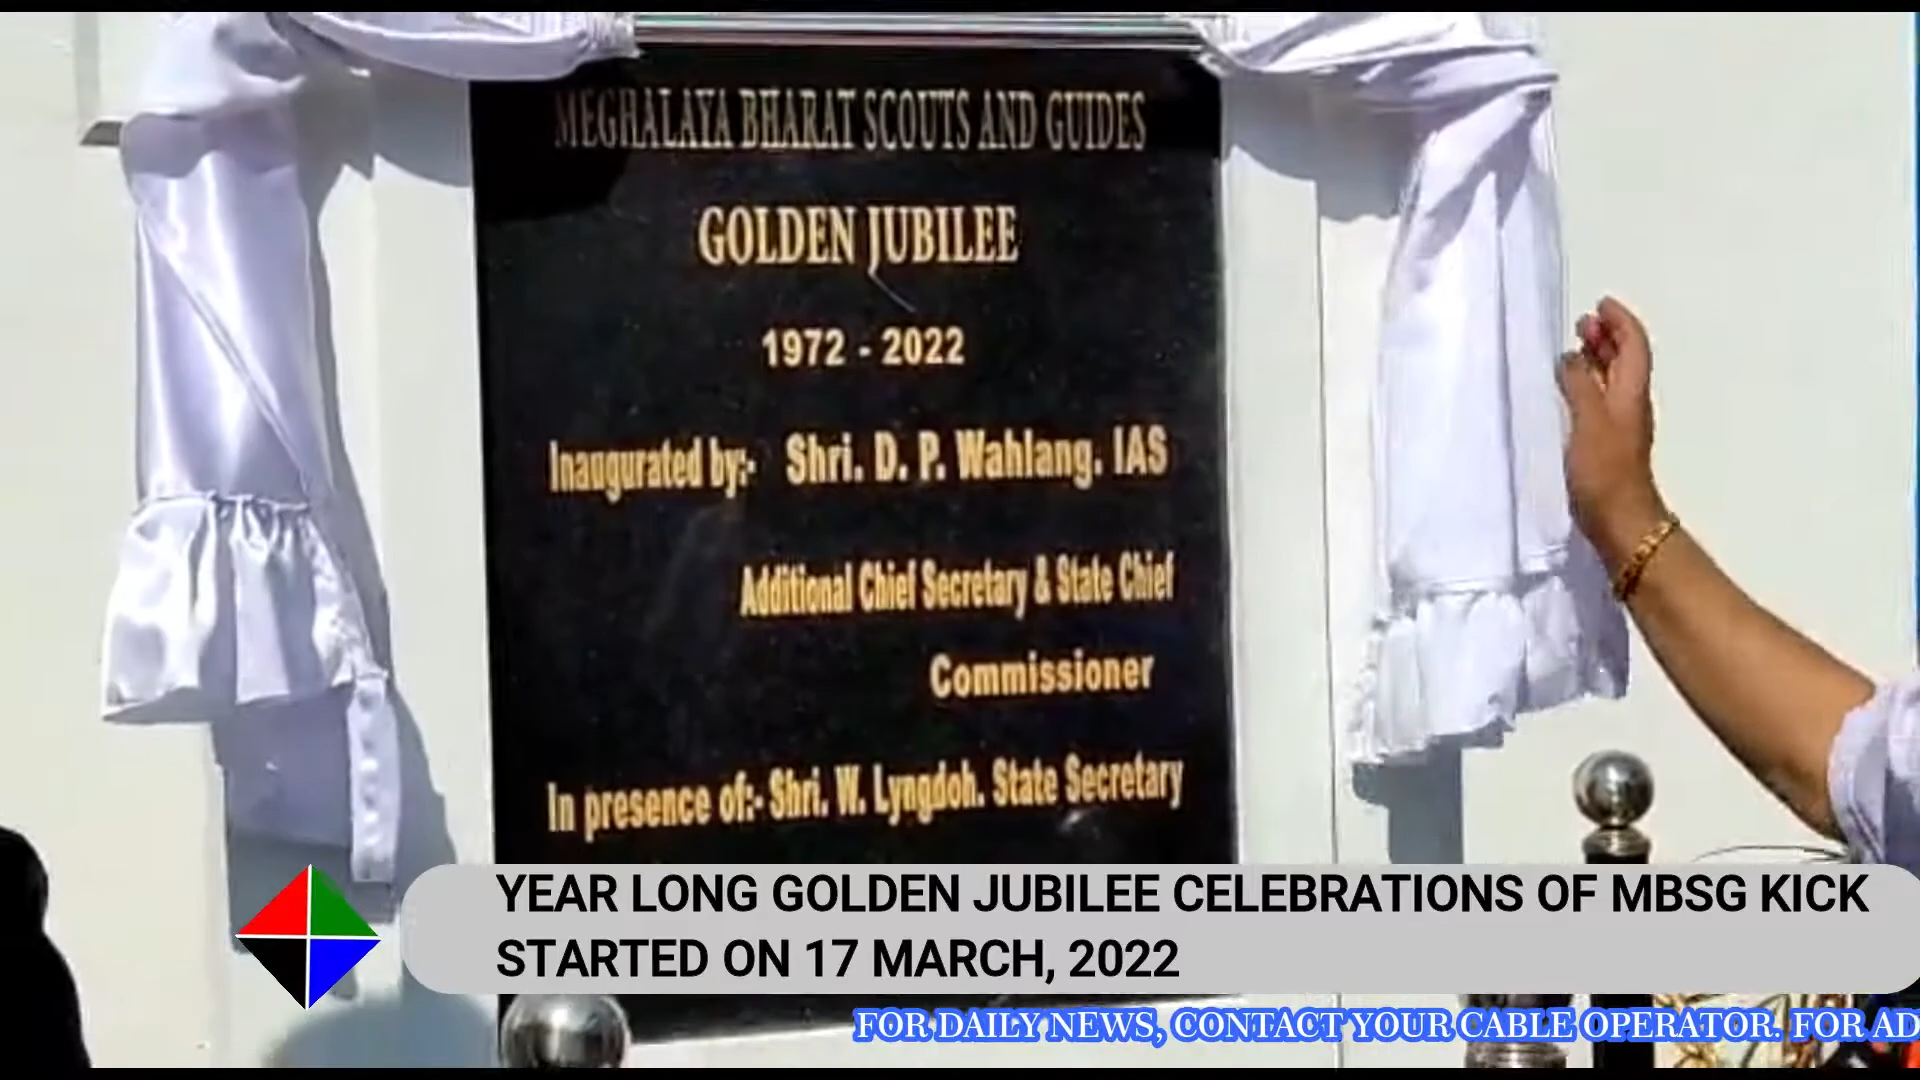 MEGHALAYA BHARAT SCOUTS AND GUIDES
GOLDEN JUBILEE
1972 - 2022
Inaugurated by:- Shri. D. P. Wahlang. IAS
Additional Chief Secretary & State Chief
Commissioner
In presence of:- Shri. W. Lyngdoh. State Secretary
YEAR LONG GOLDEN JUBILEE CELEBRATIONS OF MBSG KICK
STARTED ON 17 MARCH, 2022
FOR DAILY NEWS, CONTACT YOUR CABLE OPERATOR. FOR AD